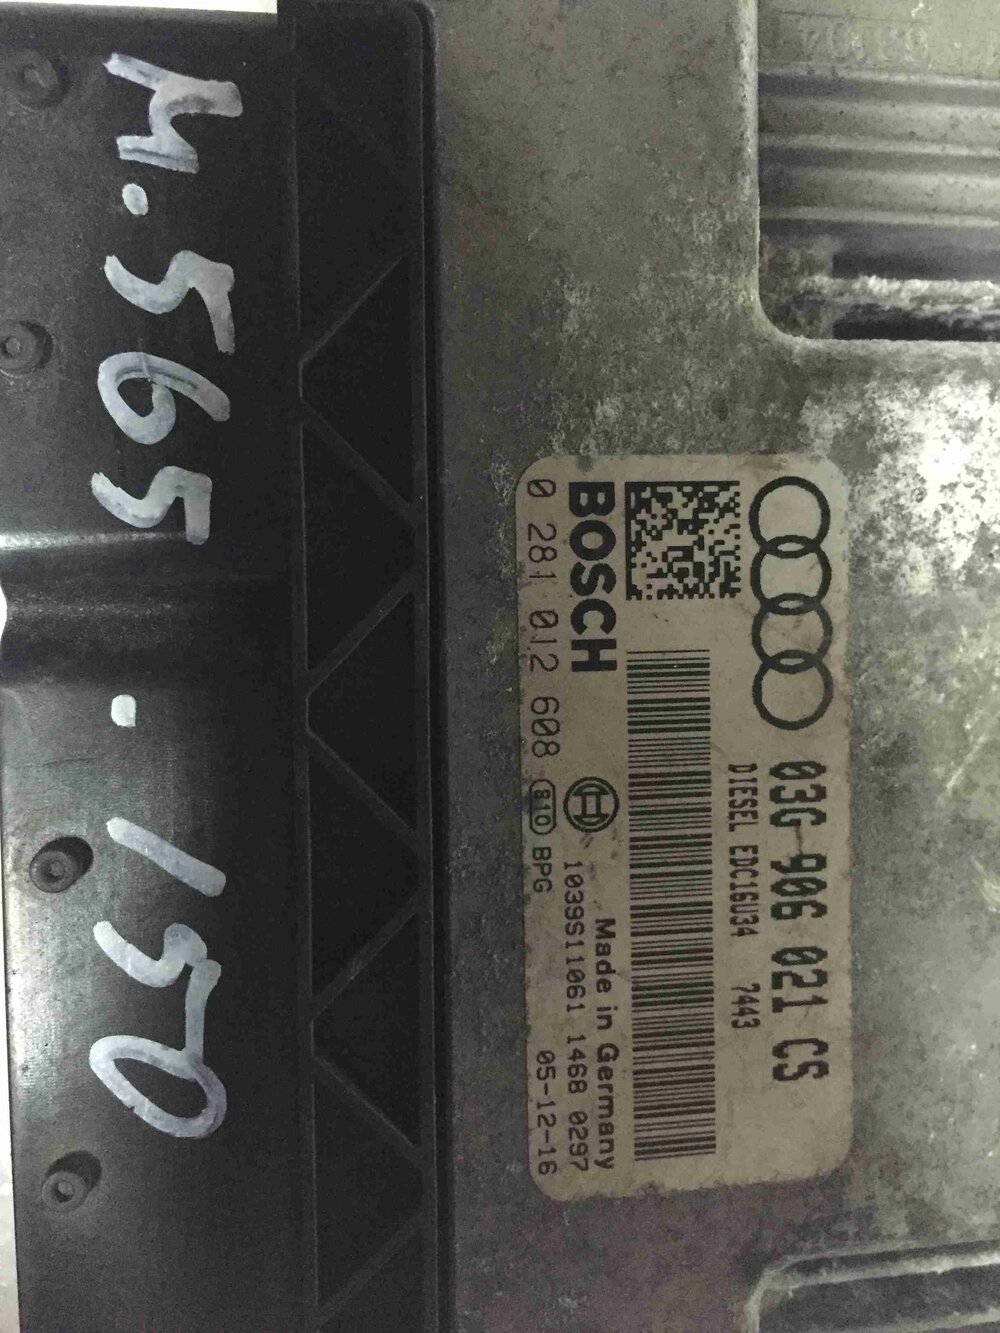 03G 906 021 CS
DIESEL EDC16U34 7443
BOSCH
Made in Germany
1039S11061 1468 0297
0 281 012 608 810 BPG 05-12-16
M.565.150